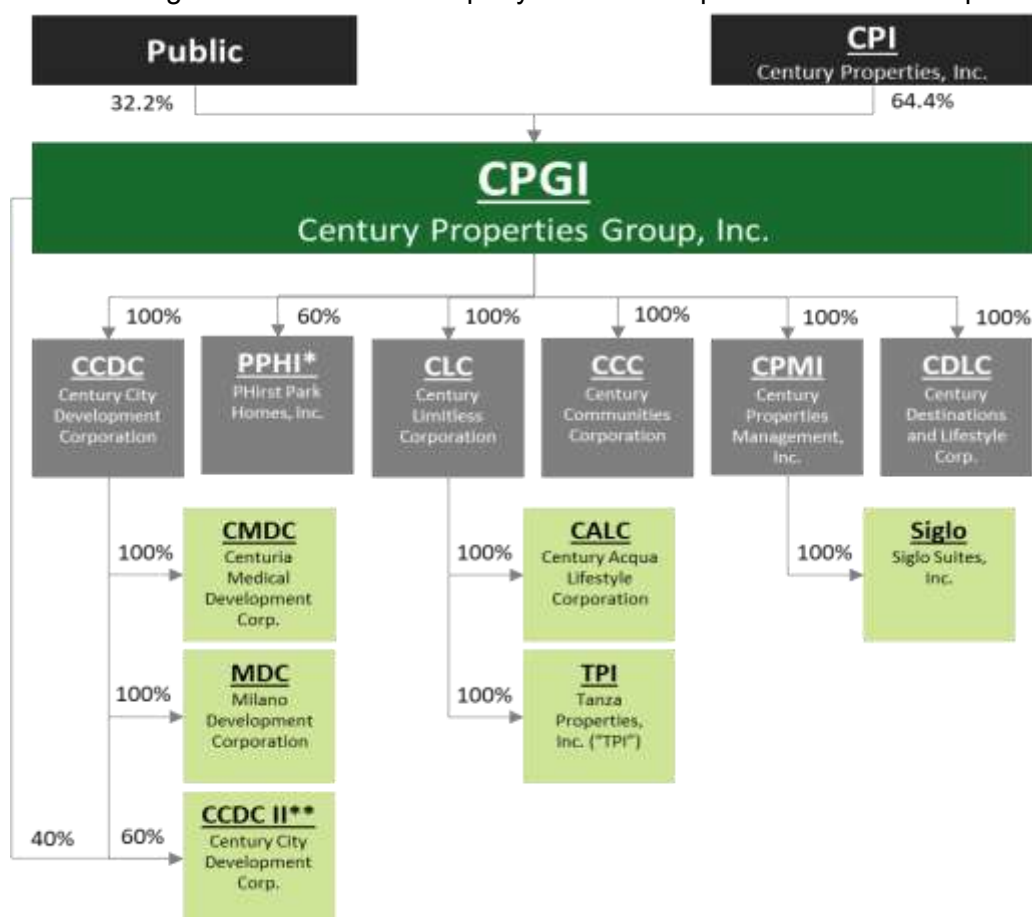 Public
CPI
Century Properties, Inc.
32.2%
64.4%
CPGI
Century Properties Group, Inc.
100%
60%
100%
100%
100%
100%
CCDC
Century City
Development
Corporation
PPHI*
PHirst Park
Homes, Inc.
CLC
Century
Limitless
Corporation
CCC
Century
Communities
Corporation
CPMI
Century
Properties
Management,
Inc.
CDLC
Century
Destinations
and Lifestyle
Corp.
100%
CMDC
Centuria
Medical
Development
Corp.
100%
CALC
Century Acqua
Lifestyle
Corporation
100%
Siglo
Siglo Suites,
Inc.
100%
MDC
Milano
Development
Corporation
100%
TPI
Tanza
Properties,
Inc. ("TPI")
40%
60%
CCDC II**
Century City
Development
Corp.